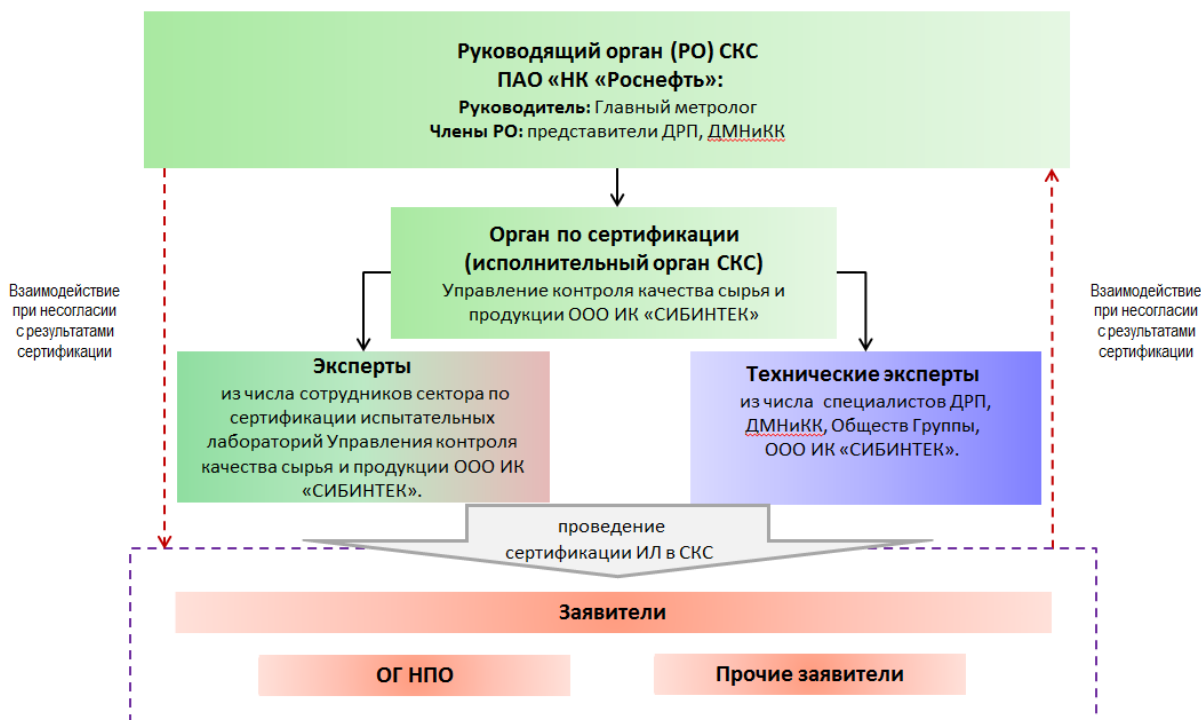 Руководящий орган (РО) СКС
ПАО «НК «Роснефть»:
Руководитель: Главный метролог
Члены РО: представители ДРП, ДМНиКК
Орган по сертификации
(исполнительный орган СКС)
Управление контроля качества сырья и
продукции ООО ИК «СИБИНТЕК»
Взаимодействие
при несогласии
с результатами
сертификации
Взаимодействие
при несогласии
с результатами
сертификации
Эксперты
из числа сотрудников сектора по
сертификации испытательных
лабораторий Управления контроля
качества сырья и продукции ООО ИК
«СИБИНТЕК».
Технические эксперты
из числа специалистов ДРП,
ДМНиКК, Обществ Группы,
ООО ИК «СИБИНТЕК».
проведение
сертификации ИЛ в СКС
Заявители
ОГ НПО
Прочие заявители